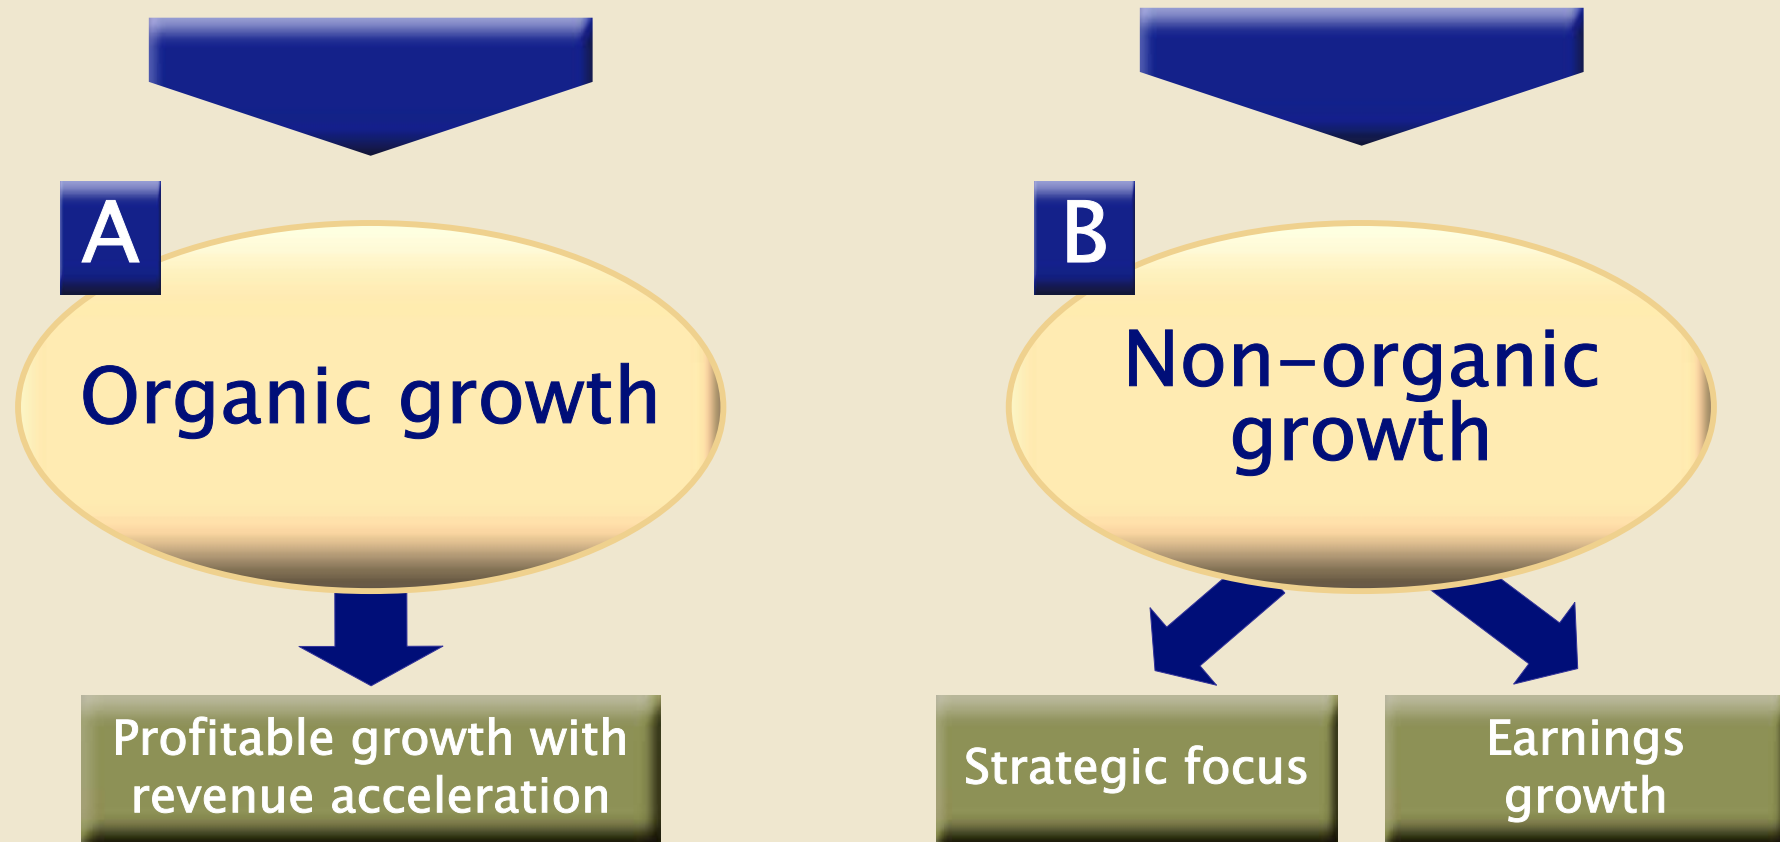 A
Organic growth
Profitable growth with
revenue acceleration
B
Non-organic
growth
Strategic focus
Earnings
growth